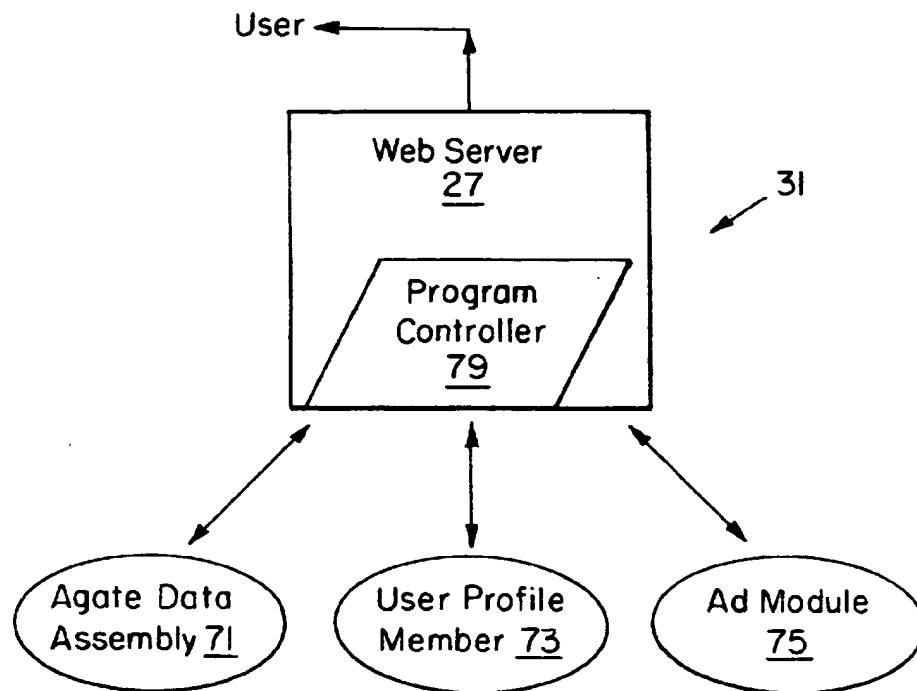 User
Web Server
27
31
Program
Controller
79
Agate Data
Assembly 71
User Profile
Member 73
Ad Module
75